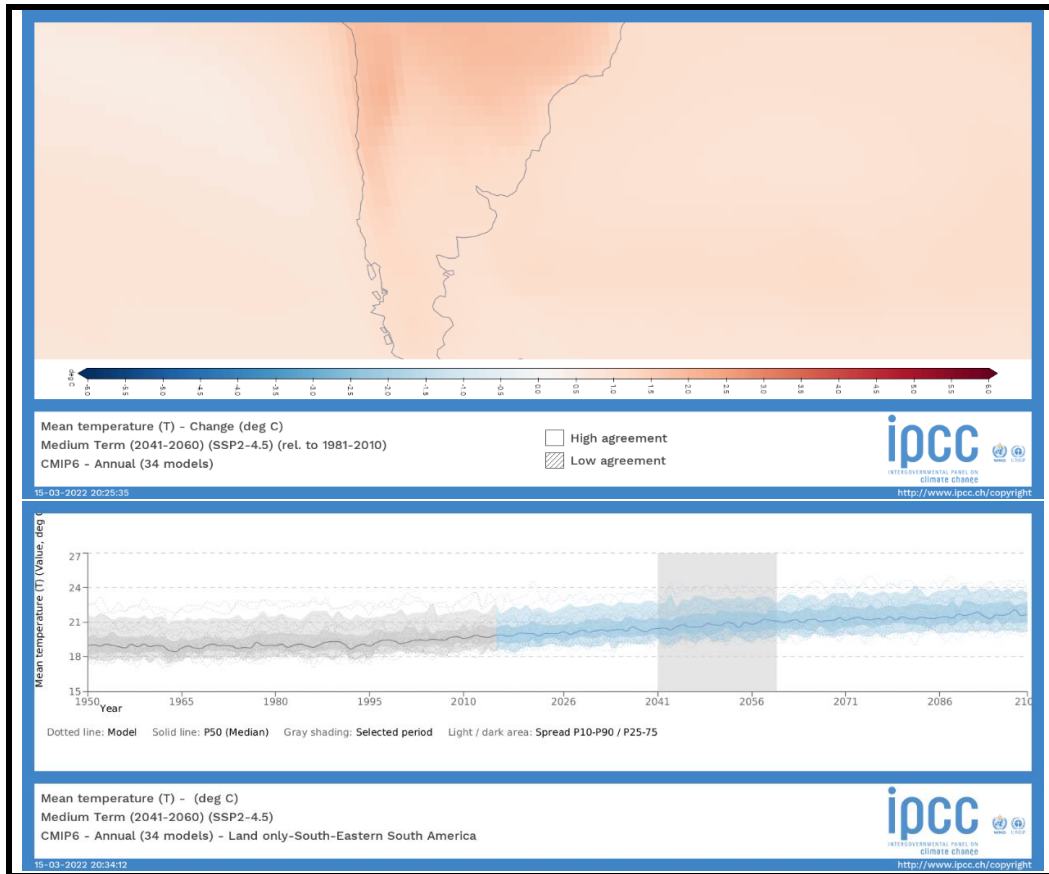 deg C -6.0 -5.5 -5.0 -4.5 -4.0 -3.5 -3.0 -2.5 -2.0 -1.5 -1.0 -0.5 0.0 0.5 1.0 1.5 2.0 2.5 3.0 3.5 4.0 4.5 5.0 5.5 6.0
Mean temperature (T) - Change (deg C)
Medium Term (2041-2060) (SSP2-4.5) (rel. to 1981-2010)
CMIP6 - Annual (34 models)
High agreement
Low agreement
ipcc
INTERGOVERNMENTAL PANEL ON
climate change
15-03-2022 20:25:35
http://www.ipcc.ch/copyright
Mean temperature (T) (Value, deg C
27
24
21
18
15
1950 1965 1980 1995 2010 2026 2041 2056 2071 2086 210
Year
Dotted line: Model Solid line: P50 (Median) Gray shading: Selected period Light / dark area: Spread P10-P90 / P25-75
Mean temperature (T) - (deg C)
Medium Term (2041-2060) (SSP2-4.5)
CMIP6 - Annual (34 models) - Land only-South-Eastern South America
ipcc
INTERGOVERNMENTAL PANEL ON
climate change
15-03-2022 20:34:12
http://www.ipcc.ch/copyright